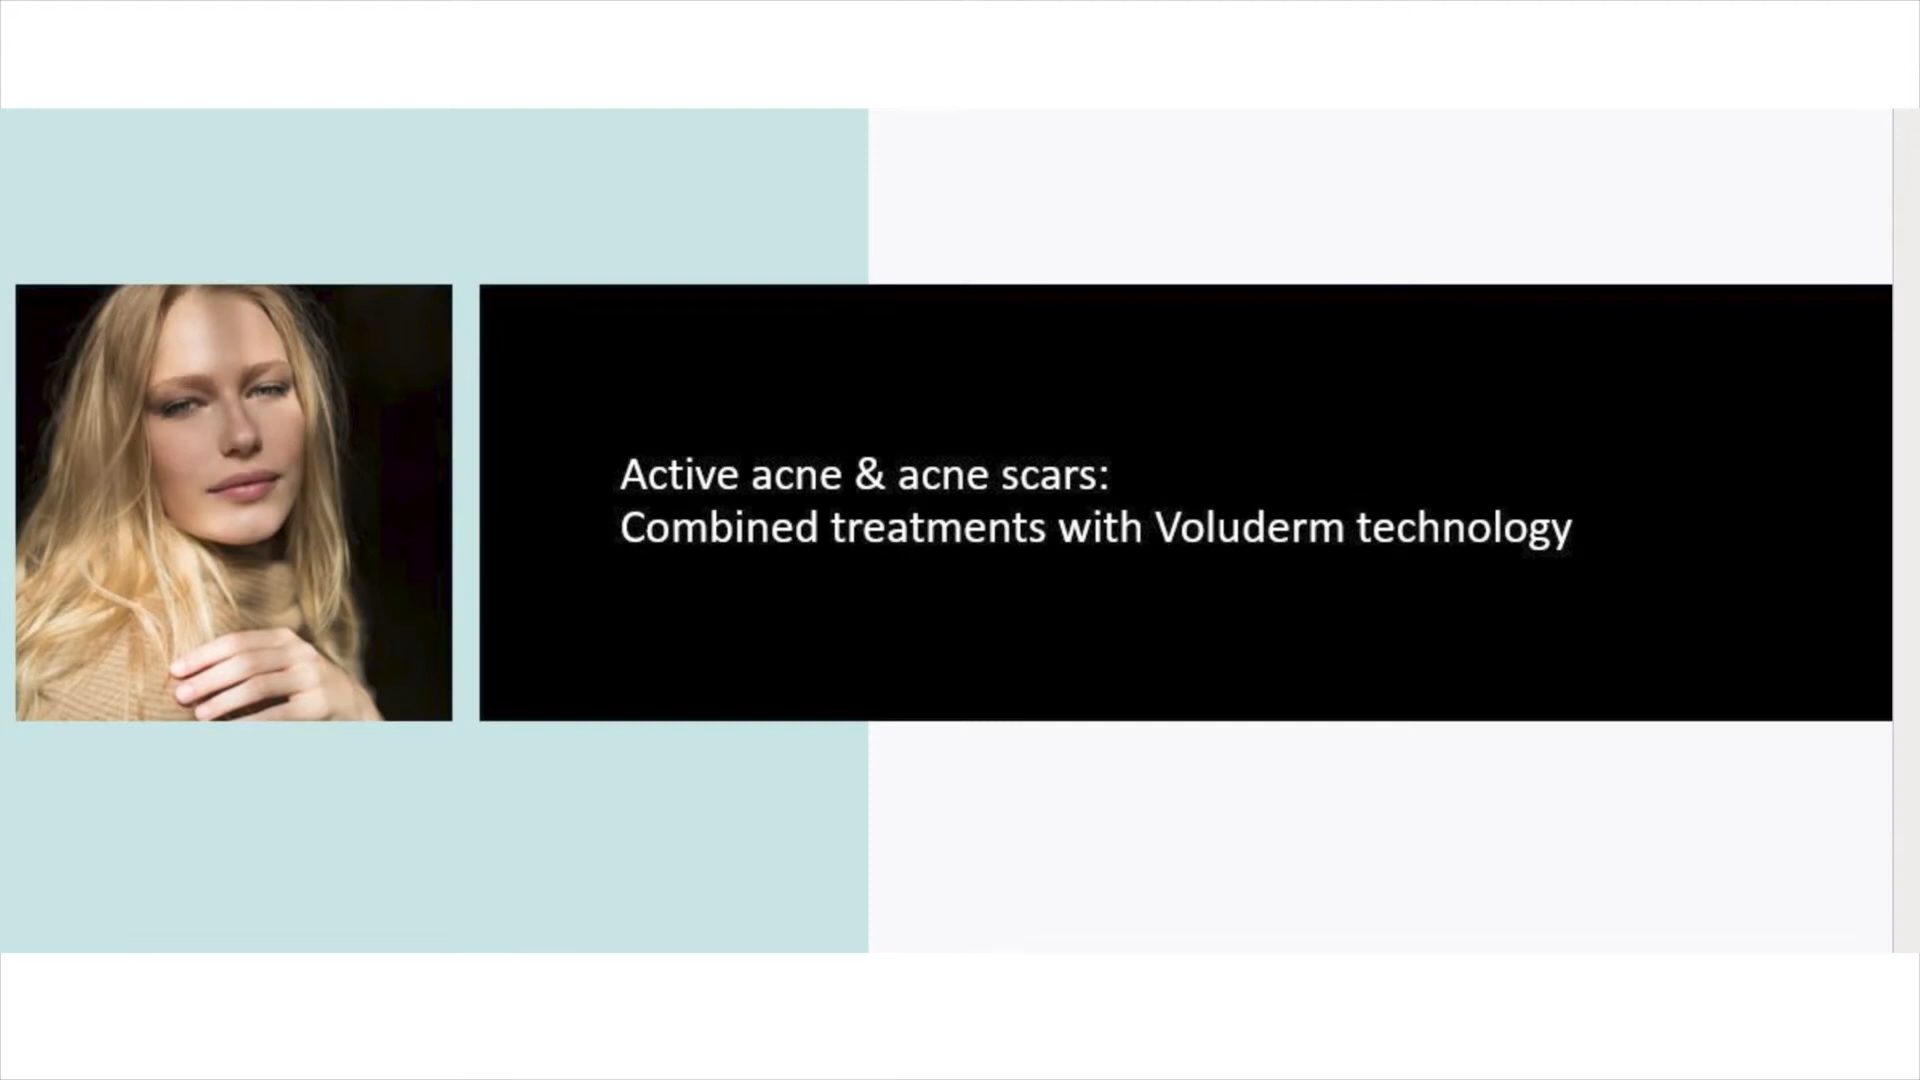 Active acne & acne scars:
Combined treatments with Voluderm technology